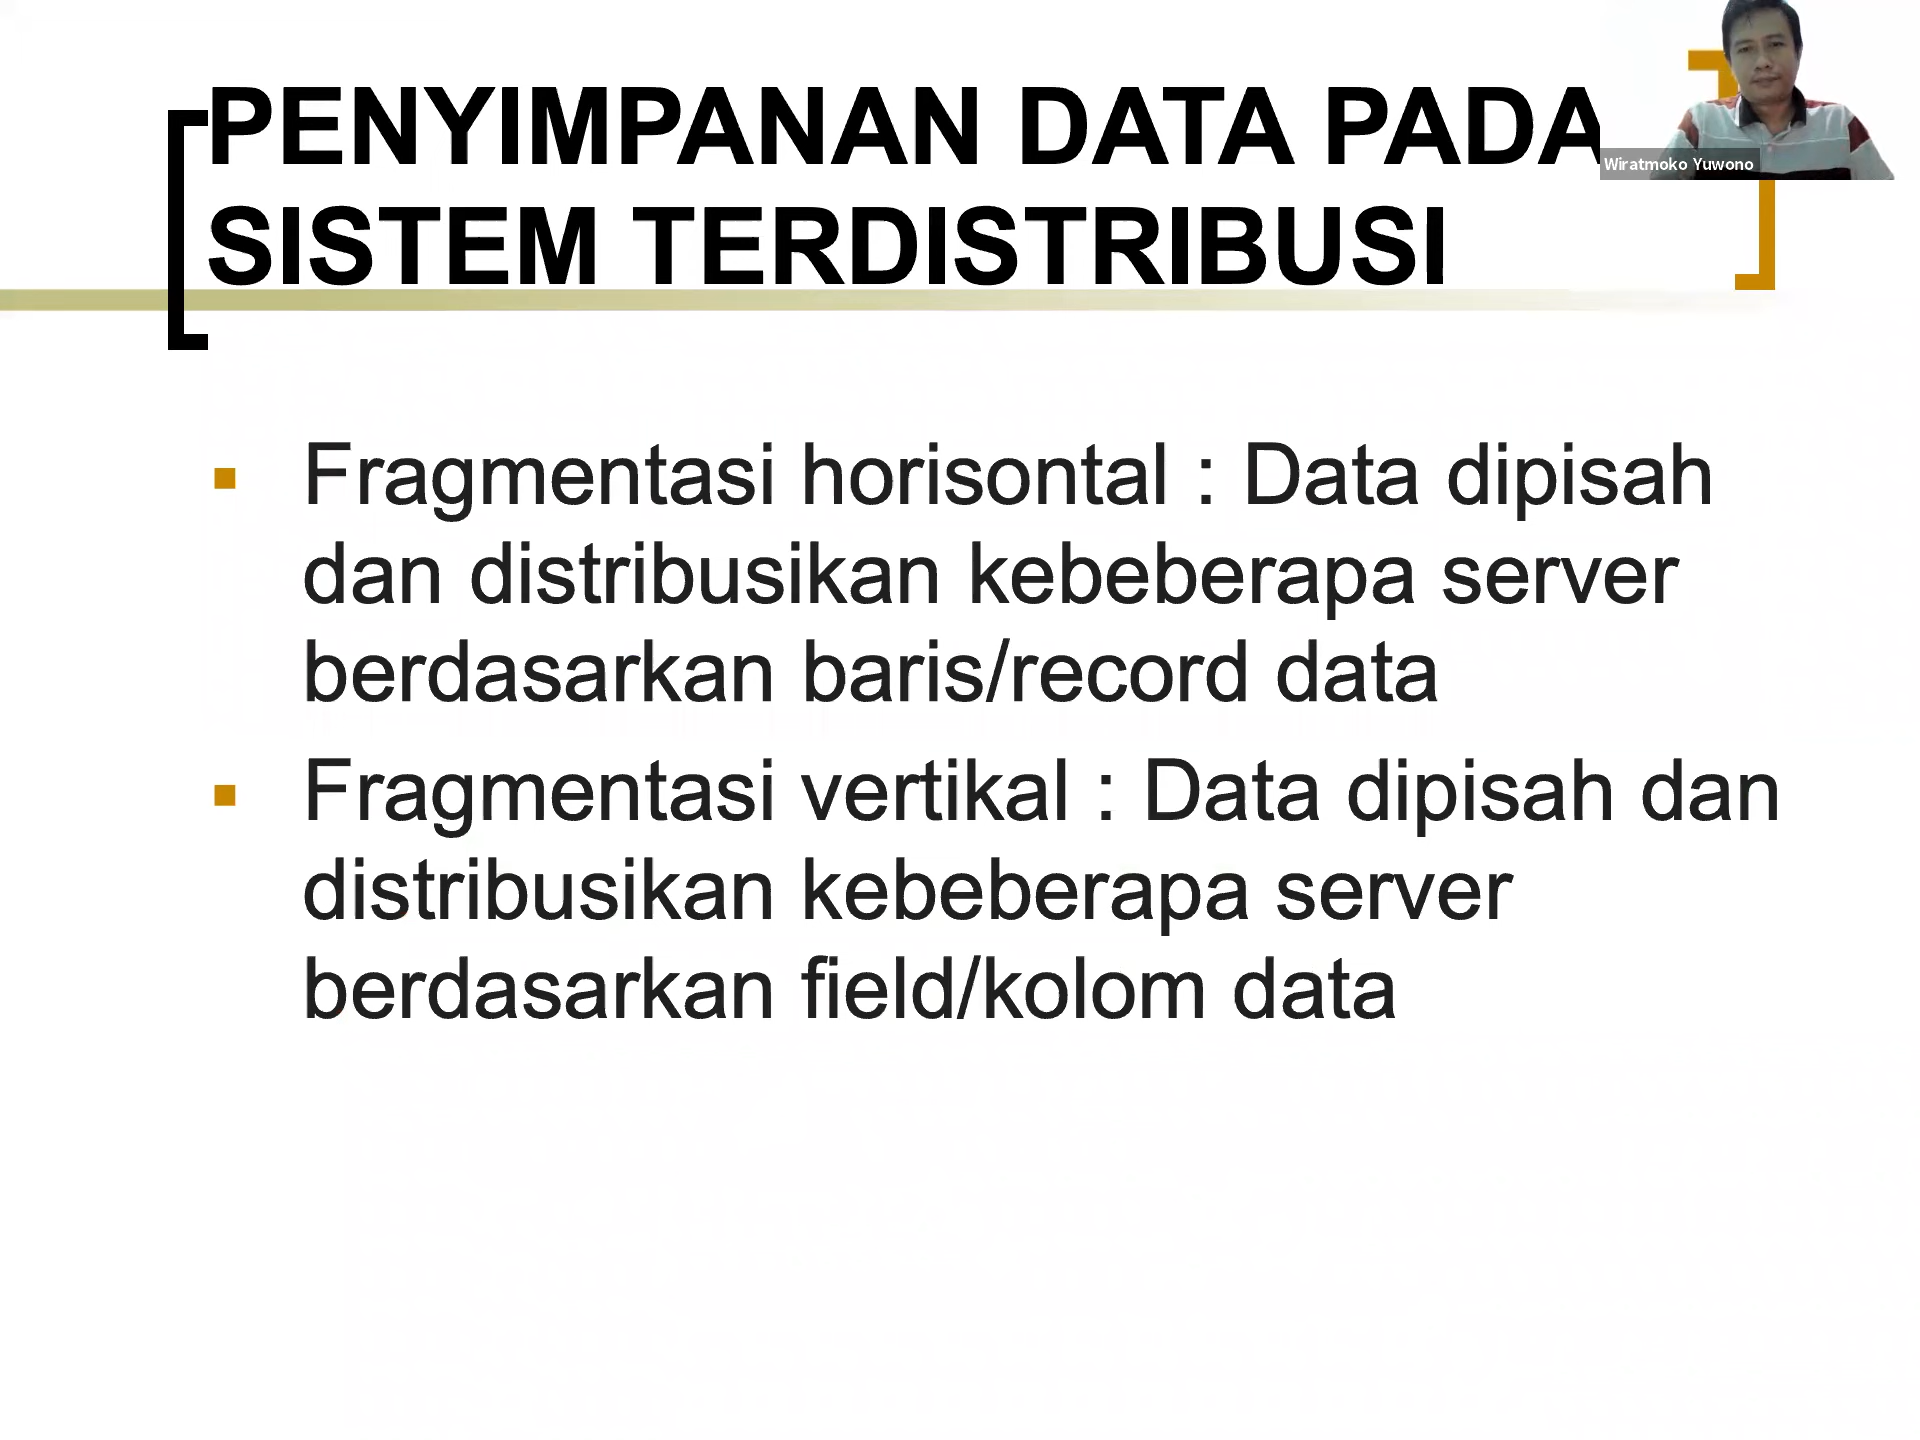 PENYIMPANAN DATA PADA
SISTEM TERDISTRIBUSI
Wiratmoko Yuwono
▪ Fragmentasi horisontal : Data dipisah
dan distribusikan kebeberapa server
berdasarkan baris/record data
▪ Fragmentasi vertikal : Data dipisah dan
distribusikan kebeberapa server
berdasarkan field/kolom data